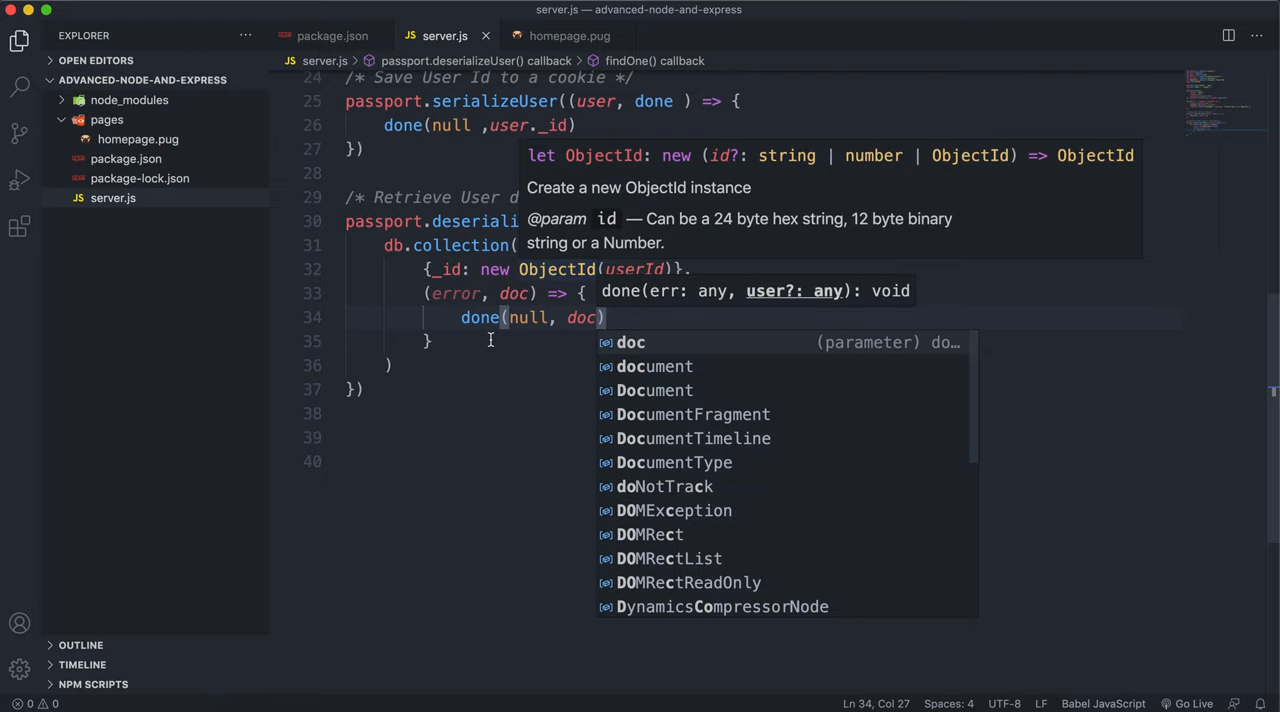 server.js — advanced-node-and-express
EXPLORER
package.json
JS server.js
homepage.pug
OPEN EDITORS
JS server.js > passport.deserializeUser() callback > findOne() callback
ADVANCED-NODE-AND-EXPRESS
node_modules
pages
homepage.pug
package.json
package-lock.json
JS server.js
24 /* Save User Id to a cookie */
25 passport.serializeUser((user, done ) => {
26 done(null ,user._id)
27 })
28
29 /* Retrieve User d
30 passport.deseriali
31 db.collection(
32 {_id: new ObjectId(userId)},
33 (error, doc) => {
34 done(null, doc)
35 }
36 )
37 })
38
39
40
let ObjectId: new (id?: string | number | ObjectId) => ObjectId
Create a new ObjectId instance
@param id — Can be a 24 byte hex string, 12 byte binary
string or a Number.
done(err: any, user?: any): void
doc (parameter) do…
document
Document
DocumentFragment
DocumentTimeline
DocumentType
doNotTrack
DOMException
DOMRect
DOMRectList
DOMRectReadOnly
DynamicsCompressorNode
OUTLINE
TIMELINE
NPM SCRIPTS
0 0 Ln 34, Col 27 Spaces: 4 UTF-8 LF Babel JavaScript Go Live